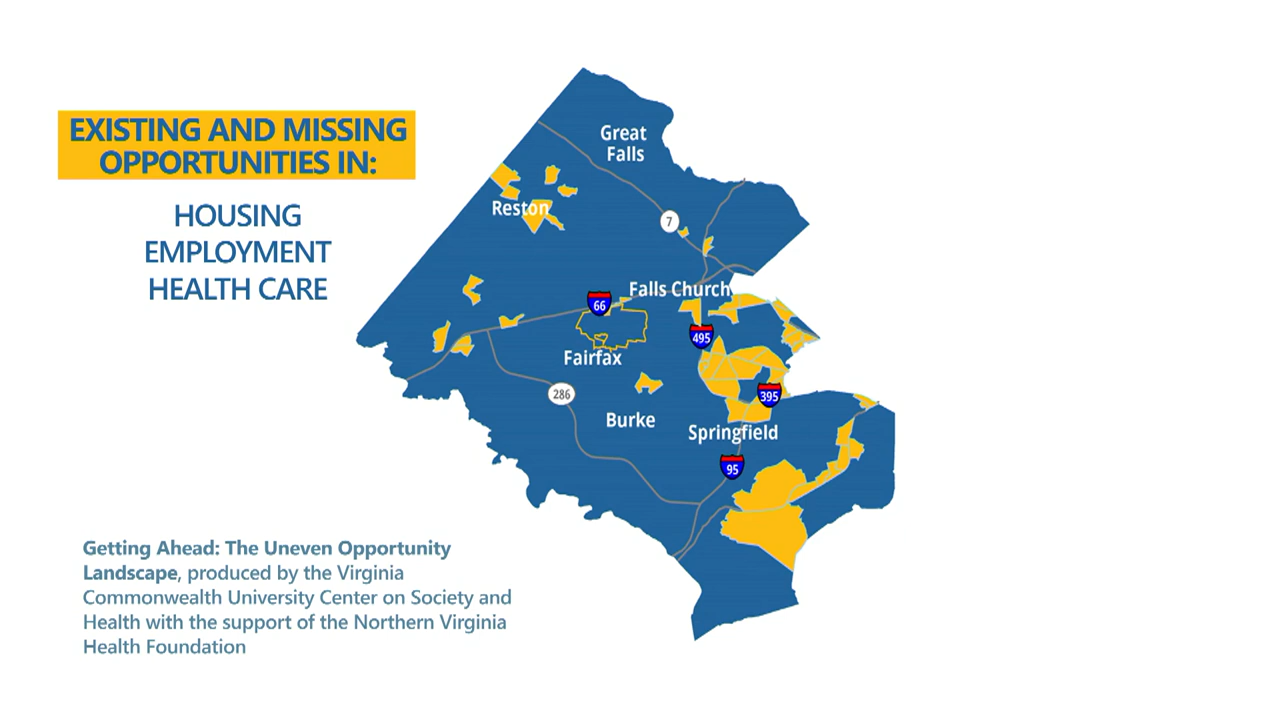 EXISTING AND MISSING
OPPORTUNITIES IN:
HOUSING
EMPLOYMENT
HEALTH CARE
Great
Falls
Reston
7
66
Falls Church
495
Fairfax
286
395
Burke
Springfield
95
Getting Ahead: The Uneven Opportunity
Landscape, produced by the Virginia
Commonwealth University Center on Society and
Health with the support of the Northern Virginia
Health Foundation